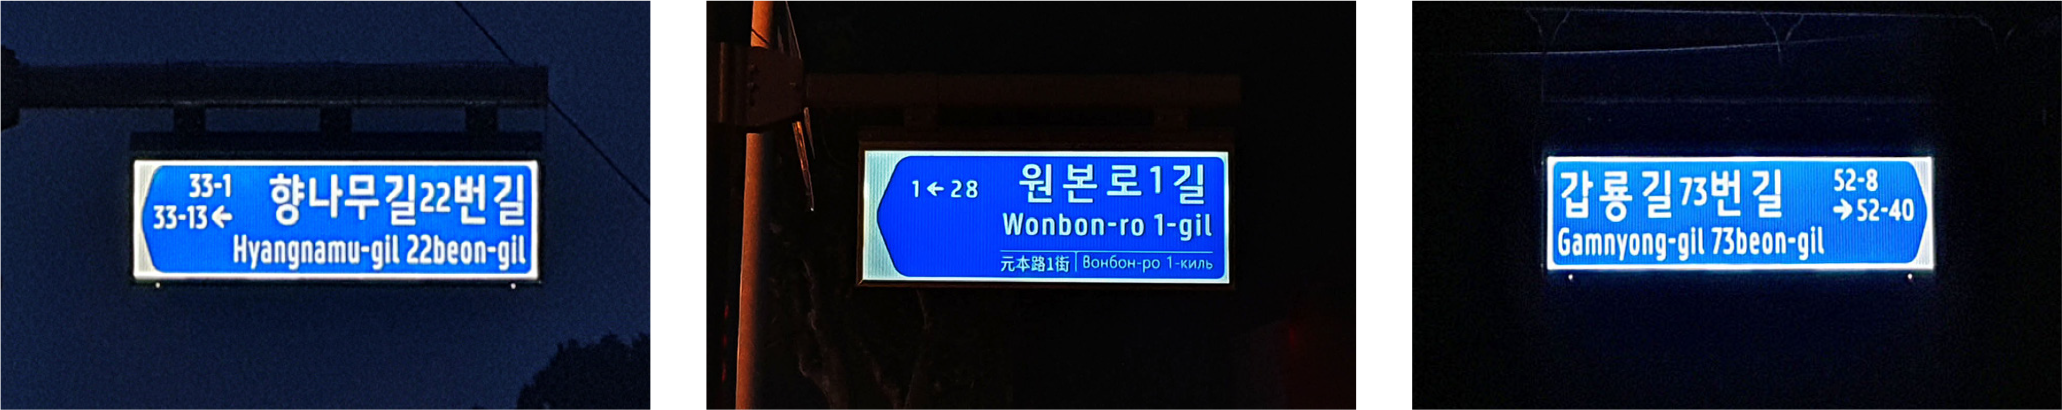 33-1
33-13←
향나무길22번길
Hyangnamu-gil 22beon-gil
1←28
원본로1길
Wonbon-ro 1-gil
元本路1街 | Вонбон-ро 1-киль
갑룡길73번길
52-8
→52-40
Gamnyong-gil 73beon-gil